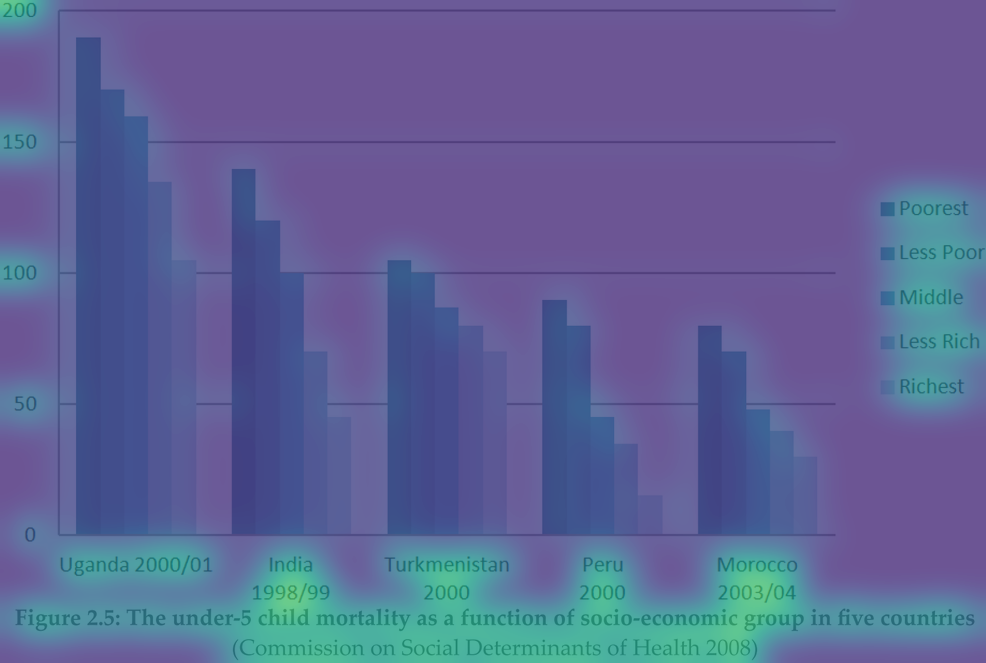 200
150
100
50
0
Poorest
Less Poor
Middle
Less Rich
Richest
Uganda 2000/01
India
1998/99
Turkmenistan
2000
Peru
2000
Morocco
2003/04
Figure 2.5: The under-5 child mortality as a function of socio-economic group in five countries
(Commission on Social Determinants of Health 2008)